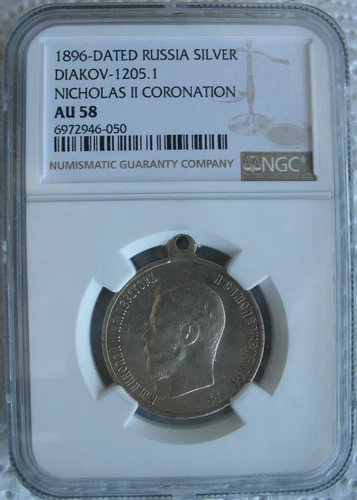 1896-DATED RUSSIA SILVER
DIAKOV-1205.1
NICHOLAS II CORONATION
AU 58
6972946-050
NUMISMATIC GUARANTY COMPANY
NGC